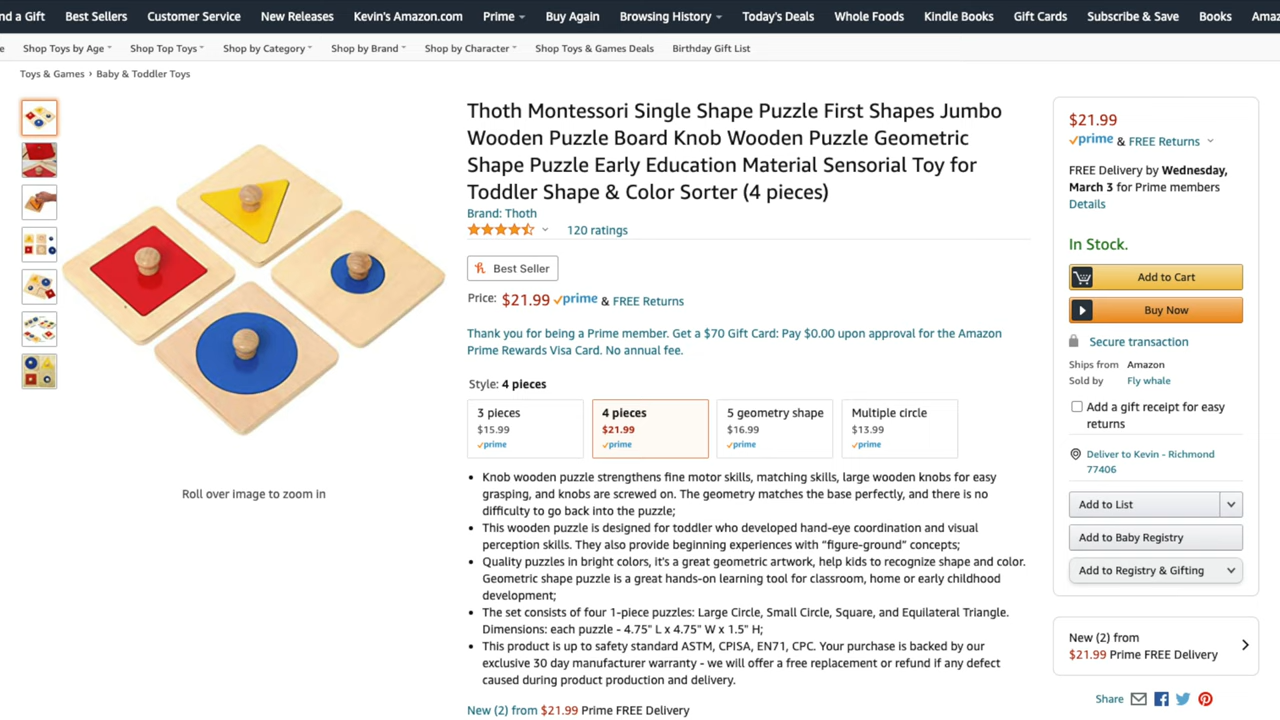 nd a Gift Best Sellers Customer Service New Releases Kevin's Amazon.com Prime Buy Again Browsing History Today's Deals Whole Foods Kindle Books Gift Cards Subscribe & Save Books Amaz
e Shop Toys by Age Shop Top Toys Shop by Category Shop by Brand Shop by Character Shop Toys & Games Deals Birthday Gift List
Toys & Games › Baby & Toddler Toys
Thoth Montessori Single Shape Puzzle First Shapes Jumbo
Wooden Puzzle Board Knob Wooden Puzzle Geometric
Shape Puzzle Early Education Material Sensorial Toy for
Toddler Shape & Color Sorter (4 pieces)
Brand: Thoth
120 ratings
Best Seller
Price: $21.99 prime & FREE Returns
Thank you for being a Prime member. Get a $70 Gift Card: Pay $0.00 upon approval for the Amazon
Prime Rewards Visa Card. No annual fee.
Style: 4 pieces
3 pieces 4 pieces 5 geometry shape Multiple circle
$15.99 $21.99 $16.99 $13.99
prime prime prime prime
• Knob wooden puzzle strengthens fine motor skills, matching skills, large wooden knobs for easy
grasping, and knobs are screwed on. The geometry matches the base perfectly, and there is no
difficulty to go back into the puzzle;
• This wooden puzzle is designed for toddler who developed hand-eye coordination and visual
perception skills. They also provide beginning experiences with “figure-ground” concepts;
• Quality puzzles in bright colors, it's a great geometric artwork, help kids to recognize shape and color.
Geometric shape puzzle is a great hands-on learning tool for classroom, home or early childhood
development;
• The set consists of four 1-piece puzzles: Large Circle, Small Circle, Square, and Equilateral Triangle.
Dimensions: each puzzle - 4.75" L x 4.75" W x 1.5" H;
• This product is up to safety standard ASTM, CPISA, EN71, CPC. Your purchase is backed by our
exclusive 30 day manufacturer warranty - we will offer a free replacement or refund if any defect
caused during product production and delivery.
New (2) from $21.99 Prime FREE Delivery
Roll over image to zoom in
$21.99
prime & FREE Returns
FREE Delivery by Wednesday,
March 3 for Prime members
Details
In Stock.
Add to Cart
Buy Now
Secure transaction
Ships from Amazon
Sold by Fly whale
Add a gift receipt for easy
returns
Deliver to Kevin - Richmond
77406
Add to List
Add to Baby Registry
Add to Registry & Gifting
New (2) from
$21.99 Prime FREE Delivery
Share